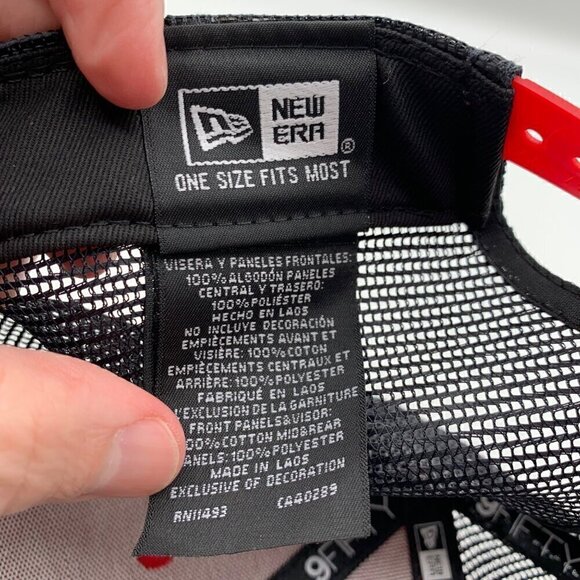 NEW
ERA®
ONE SIZE FITS MOST
VISERA Y PANELES FRONTALES:
100% ALGODÓN PANELES
CENTRAL Y TRASERO:
100% POLIÉSTER
HECHO EN LAOS
NO INCLUYE DECORACIÓN
EMPIÈCEMENTS AVANT ET
VISIÈRE: 100% COTON
EMPIÈCEMENTS CENTRAUX ET
ARRIÈRE: 100% POLYESTER
FABRIQUÉ EN LAOS
L'EXCLUSION DE LA GARNITURE
FRONT PANELS&VISOR:
100% COTTON MID&REAR
PANELS: 100% POLYESTER
MADE IN LAOS
EXCLUSIVE OF DECORATION
RN11493 CA40289
9FIFTY
9FIFTY